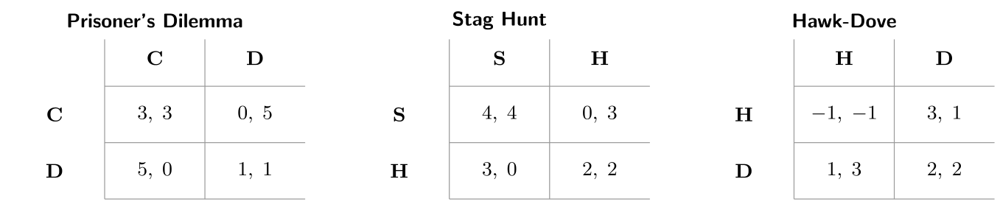 Prisoner's Dilemma Stag Hunt Hawk-Dove
C D S H H D
C 3, 3 0, 5 S 4, 4 0, 3 H −1, −1 3, 1
D 5, 0 1, 1 H 3, 0 2, 2 D 1, 3 2, 2